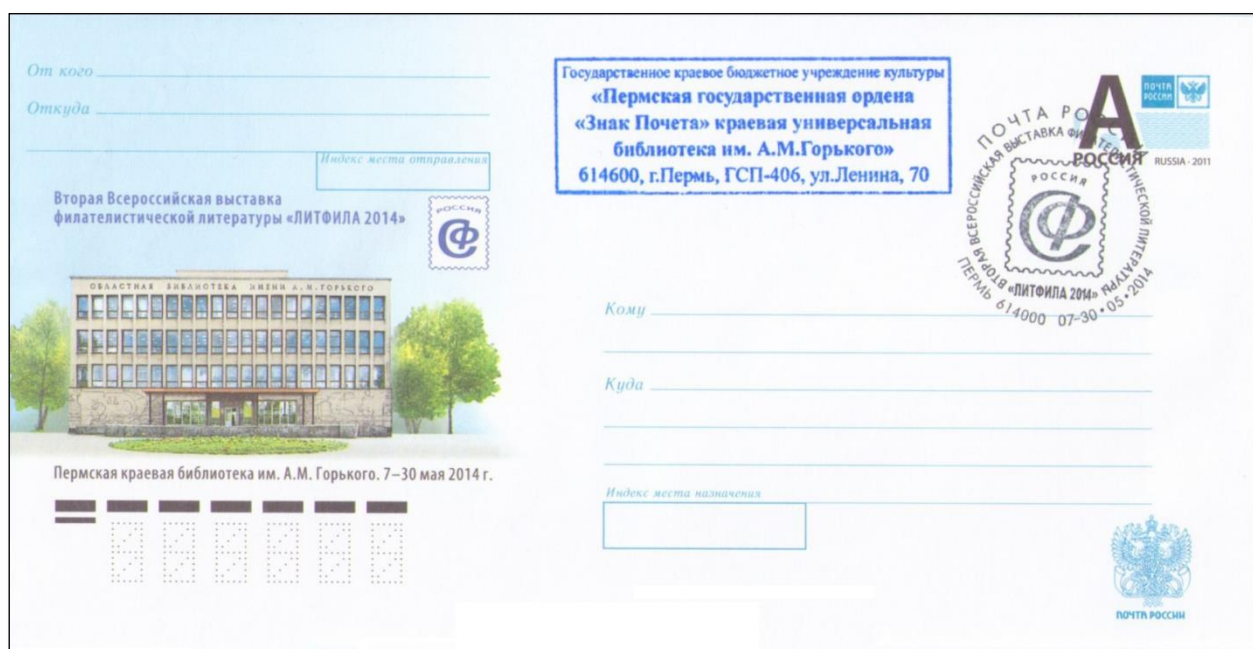 От кого
Откуда
Индекс места отправления
Вторая Всероссийская выставка
филателистической литературы «ЛИТФИЛА 2014»
РОССИЯ
СФ
ОБЛАСТНАЯ БИБЛИОТЕКА ИМЕНИ А.М.ГОРЬКОГО
Пермская краевая библиотека им. А.М. Горького. 7–30 мая 2014 г.
Государственное краевое бюджетное учреждение культуры
«Пермская государственная ордена
«Знак Почета» краевая универсальная
библиотека им. А.М.Горького»
614600, г.Пермь, ГСП-406, ул.Ленина, 70
А
РОССИЯ
ПОЧТА
РОССИИ
RUSSIA · 2011
ПОЧТА РОССИИ
ВТОРАЯ ВСЕРОССИЙСКАЯ ВЫСТАВКА ФИЛАТЕЛИСТИЧЕСКОЙ ЛИТЕРАТУРЫ
РОССИЯ
СФ
«ЛИТФИЛА 2014»
ПЕРМЬ 614000 07-30·05·2014
Кому
Куда
Индекс места назначения
ПОЧТА РОССИИ